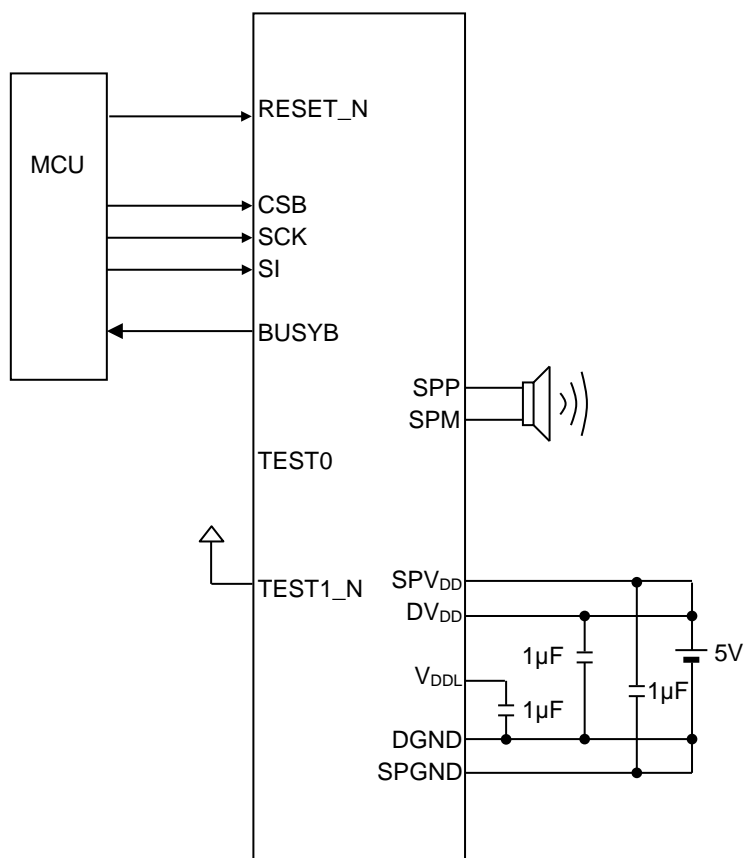 MCU
RESET_N
CSB
SCK
SI
BUSYB
TEST0
TEST1_N
SPP
SPM
SPVDD
DVDD
VDDL
DGND
SPGND
1µF
1µF
1µF
5V